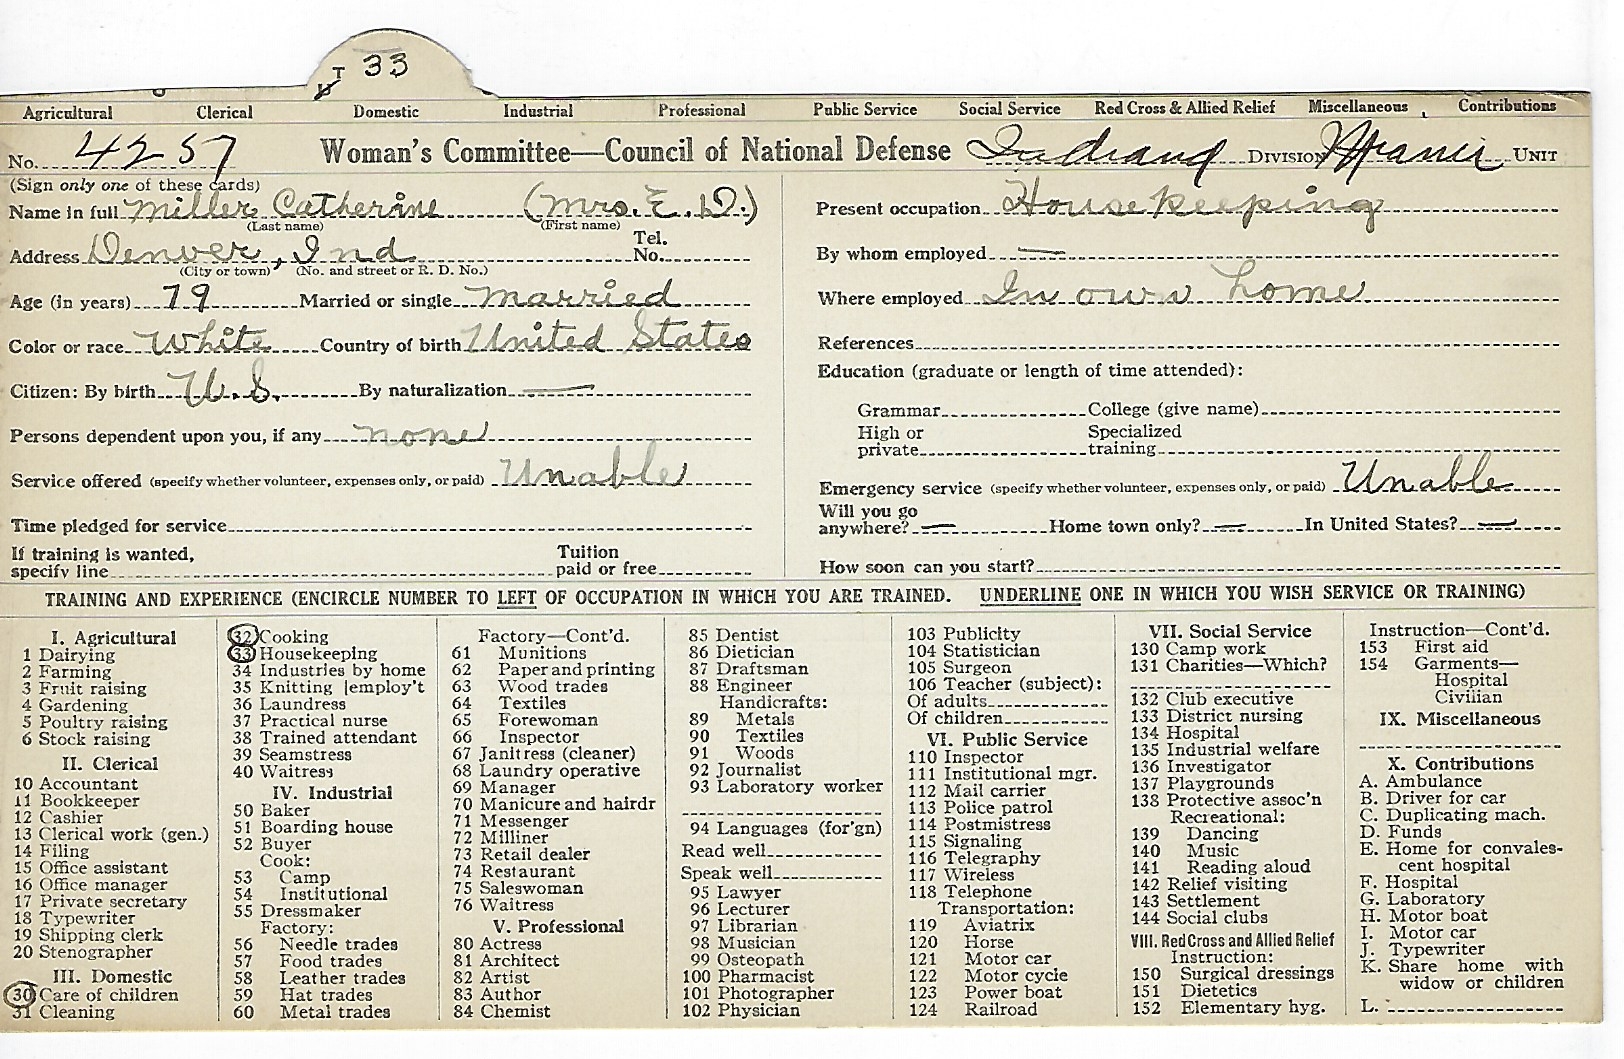 T 33
Agricultural Clerical Domestic Industrial Professional Public Service Social Service Red Cross & Allied Relief Miscellaneous Contributions
No. 4257 Woman's Committee—Council of National Defense Indiana DIVISION Miami UNIT
(Sign only one of these cards)
Name in full Miller Catherine (Mrs. E. D.)
(Last name) (First name)
Address Denver, Ind Tel. No.
(City or town) (No. and street or R. D. No.)
Age (in years) 79 Married or single married
Color or race White Country of birth United States
Citizen: By birth U.S. By naturalization —
Persons dependent upon you, if any none
Service offered (specify whether volunteer, expenses only, or paid) Unable
Time pledged for service
If training is wanted,
specify line Tuition
paid or free
Present occupation Housekeeping
By whom employed —
Where employed In own home
References
Education (graduate or length of time attended):
Grammar College (give name)
High or
private Specialized
training
Emergency service (specify whether volunteer, expenses only, or paid) Unable
Will you go
anywhere? — Home town only? — In United States? —
How soon can you start?
TRAINING AND EXPERIENCE (ENCIRCLE NUMBER TO LEFT OF OCCUPATION IN WHICH YOU ARE TRAINED. UNDERLINE ONE IN WHICH YOU WISH SERVICE OR TRAINING)
I. Agricultural
1 Dairying
2 Farming
3 Fruit raising
4 Gardening
5 Poultry raising
6 Stock raising
II. Clerical
10 Accountant
11 Bookkeeper
12 Cashier
13 Clerical work (gen.)
14 Filing
15 Office assistant
16 Office manager
17 Private secretary
18 Typewriter
19 Shipping clerk
20 Stenographer
III. Domestic
30 Care of children
31 Cleaning
32 Cooking
33 Housekeeping
34 Industries by home
35 Knitting [employ't
36 Laundress
37 Practical nurse
38 Trained attendant
39 Seamstress
40 Waitress
IV. Industrial
50 Baker
51 Boarding house
52 Buyer
Cook:
53 Camp
54 Institutional
55 Dressmaker
Factory:
56 Needle trades
57 Food trades
58 Leather trades
59 Hat trades
60 Metal trades
Factory—Cont'd.
61 Munitions
62 Paper and printing
63 Wood trades
64 Textiles
65 Forewoman
66 Inspector
67 Janitress (cleaner)
68 Laundry operative
69 Manager
70 Manicure and hairdr
71 Messenger
72 Milliner
73 Retail dealer
74 Restaurant
75 Saleswoman
76 Waitress
V. Professional
80 Actress
81 Architect
82 Artist
83 Author
84 Chemist
85 Dentist
86 Dietician
87 Draftsman
88 Engineer
Handicrafts:
89 Metals
90 Textiles
91 Woods
92 Journalist
93 Laboratory worker
94 Languages (for'gn)
Read well
Speak well
95 Lawyer
96 Lecturer
97 Librarian
98 Musician
99 Osteopath
100 Pharmacist
101 Photographer
102 Physician
103 Publicity
104 Statistician
105 Surgeon
106 Teacher (subject):
Of adults
Of children
VI. Public Service
110 Inspector
111 Institutional mgr.
112 Mail carrier
113 Police patrol
114 Postmistress
115 Signaling
116 Telegraphy
117 Wireless
118 Telephone
Transportation:
119 Aviatrix
120 Horse
121 Motor car
122 Motor cycle
123 Power boat
124 Railroad
VII. Social Service
130 Camp work
131 Charities—Which?
132 Club executive
133 District nursing
134 Hospital
135 Industrial welfare
136 Investigator
137 Playgrounds
138 Protective assoc'n
Recreational:
139 Dancing
140 Music
141 Reading aloud
142 Relief visiting
143 Settlement
144 Social clubs
VIII. Red Cross and Allied Relief
Instruction:
150 Surgical dressings
151 Dietetics
152 Elementary hyg.
Instruction—Cont'd.
153 First aid
154 Garments—
Hospital
Civilian
IX. Miscellaneous
X. Contributions
A. Ambulance
B. Driver for car
C. Duplicating mach.
D. Funds
E. Home for convales-
cent hospital
F. Hospital
G. Laboratory
H. Motor boat
I. Motor car
J. Typewriter
K. Share home with
widow or children
L.